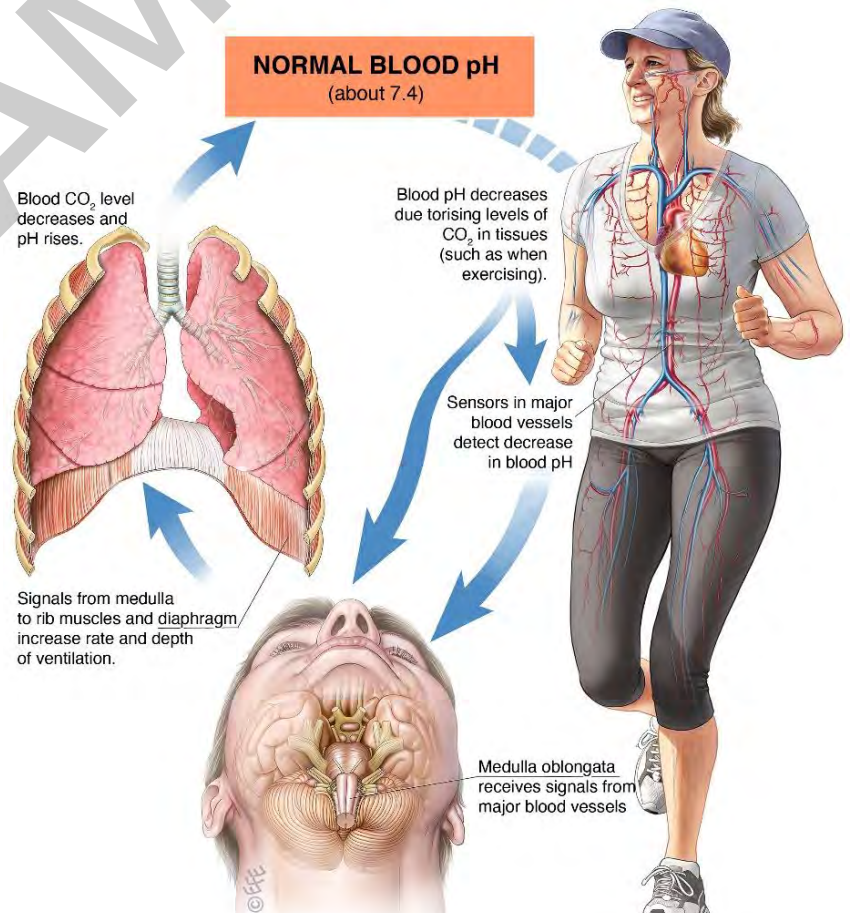 NORMAL BLOOD pH
(about 7.4)
Blood CO₂ level
decreases and
pH rises.
Blood pH decreases
due torising levels of
CO₂ in tissues
(such as when
exercising).
Sensors in major
blood vessels
detect decrease
in blood pH
Signals from medulla
to rib muscles and diaphragm
increase rate and depth
of ventilation.
Medulla oblongata
receives signals from
major blood vessels
©EFE
AM